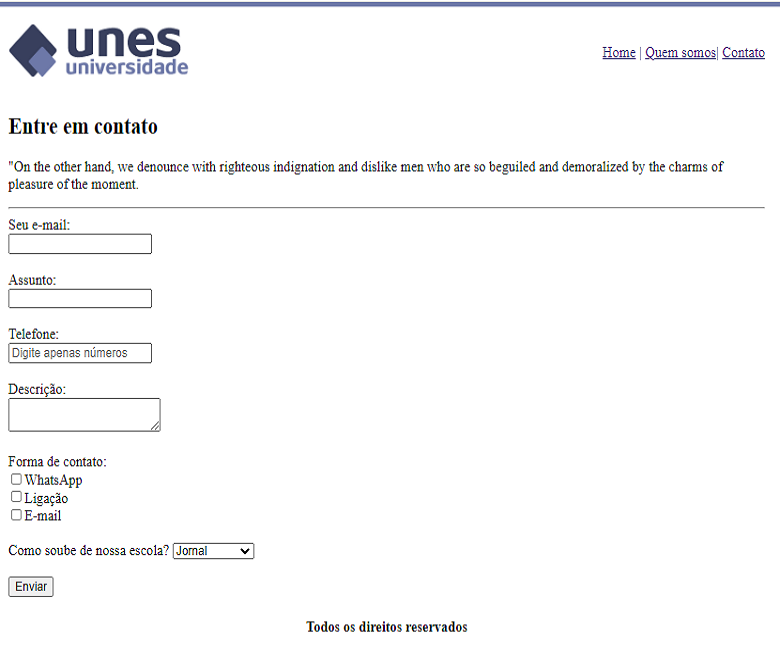 unes
universidade
Home | Quem somos| Contato
Entre em contato
"On the other hand, we denounce with righteous indignation and dislike men who are so beguiled and demoralized by the charms of
pleasure of the moment.
Seu e-mail:
Assunto:
Telefone:
Digite apenas números
Descrição:
Forma de contato:
WhatsApp
Ligação
E-mail
Como soube de nossa escola? Jornal
Enviar
Todos os direitos reservados